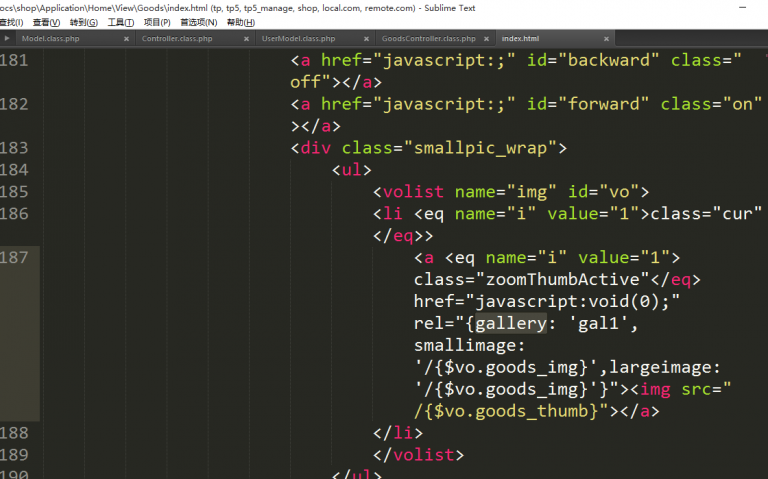 ocs\shop\Application\Home\View\Goods\index.html (tp, tp5, tp5_manage, shop, local.com, remote.com) - Sublime Text
查找(I) 查看(V) 转到(G) 工具(T) 项目(P) 首选项(N) 帮助(H)
Model.class.php × Controller.class.php × UserModel.class.php × GoodsController.class.php × index.html ×
181 <a href="javascript:;" id="backward" class="
off"></a>
182 <a href="javascript:;" id="forward" class="on"
></a>
183 <div class="smallpic_wrap">
184 <ul>
185 <volist name="img" id="vo">
186 <li <eq name="i" value="1">class="cur"
</eq>>
187 <a <eq name="i" value="1">
class="zoomThumbActive"</eq>
href="javascript:void(0);"
rel="{gallery: 'gal1',
smallimage:
'/{$vo.goods_img}',largeimage:
'/{$vo.goods_img}'}"><img src="
/{$vo.goods_thumb}"></a>
188 </li>
189 </volist>
190 </ul>